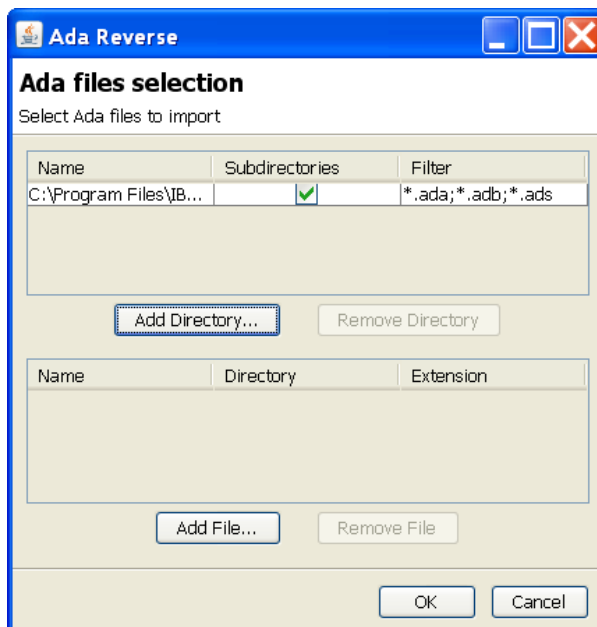 Ada Reverse
Ada files selection
Select Ada files to import
Name Subdirectories Filter
C:\Program Files\IB... *.ada;*.adb;*.ads
Add Directory... Remove Directory
Name Directory Extension
Add File... Remove File
OK Cancel